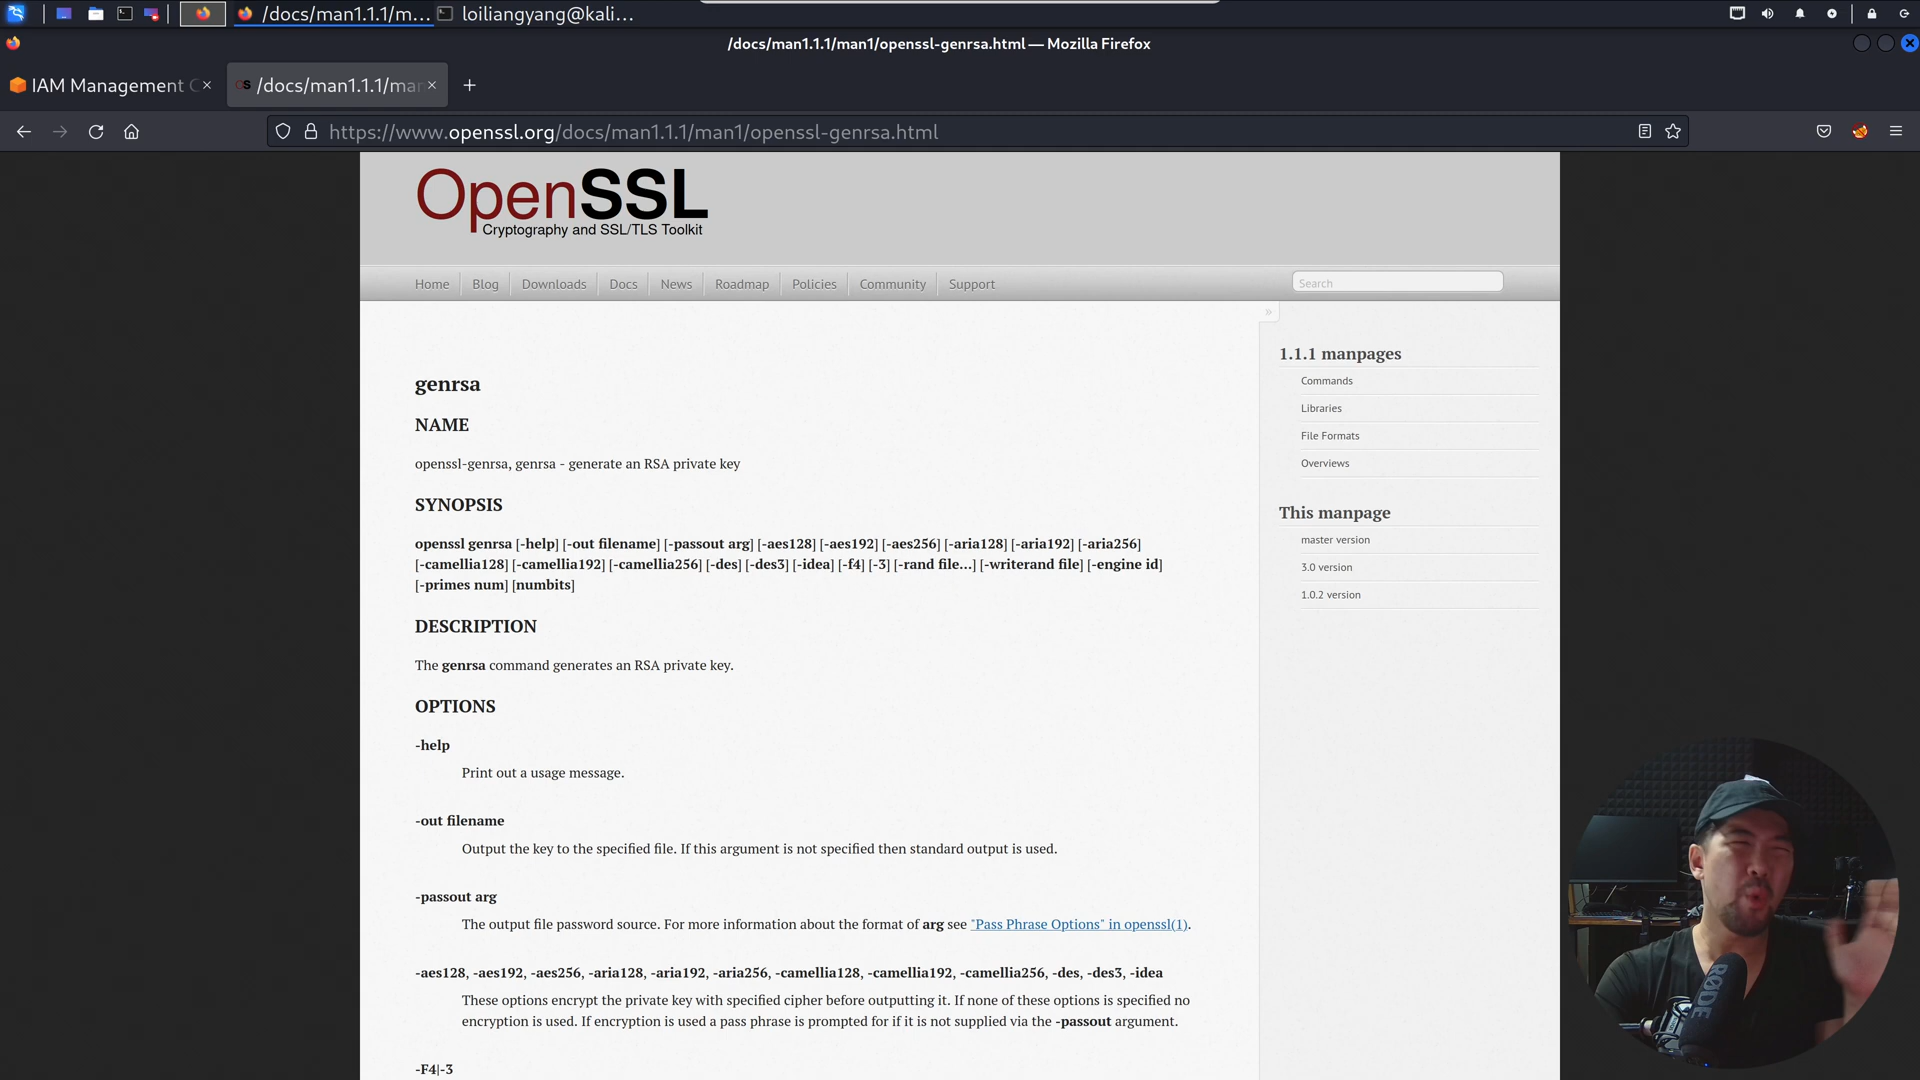 /docs/man1.1.1/m...
loiliangyang@kali...
/docs/man1.1.1/man1/openssl-genrsa.html — Mozilla Firefox
IAM Management C
OS /docs/man1.1.1/mar
https://www.openssl.org/docs/man1.1.1/man1/openssl-genrsa.html
OpenSSL
Cryptography and SSL/TLS Toolkit
Home Blog Downloads Docs News Roadmap Policies Community Support
Search
»
genrsa
NAME
openssl-genrsa, genrsa - generate an RSA private key
SYNOPSIS
openssl genrsa [-help] [-out filename] [-passout arg] [-aes128] [-aes192] [-aes256] [-aria128] [-aria192] [-aria256]
[-camellia128] [-camellia192] [-camellia256] [-des] [-des3] [-idea] [-f4] [-3] [-rand file...] [-writerand file] [-engine id]
[-primes num] [numbits]
DESCRIPTION
The genrsa command generates an RSA private key.
OPTIONS
-help
Print out a usage message.
-out filename
Output the key to the specified file. If this argument is not specified then standard output is used.
-passout arg
The output file password source. For more information about the format of arg see "Pass Phrase Options" in openssl(1).
-aes128, -aes192, -aes256, -aria128, -aria192, -aria256, -camellia128, -camellia192, -camellia256, -des, -des3, -idea
These options encrypt the private key with specified cipher before outputting it. If none of these options is specified no
encryption is used. If encryption is used a pass phrase is prompted for if it is not supplied via the -passout argument.
-F4|-3
1.1.1 manpages
Commands
Libraries
File Formats
Overviews
This manpage
master version
3.0 version
1.0.2 version
RØDE